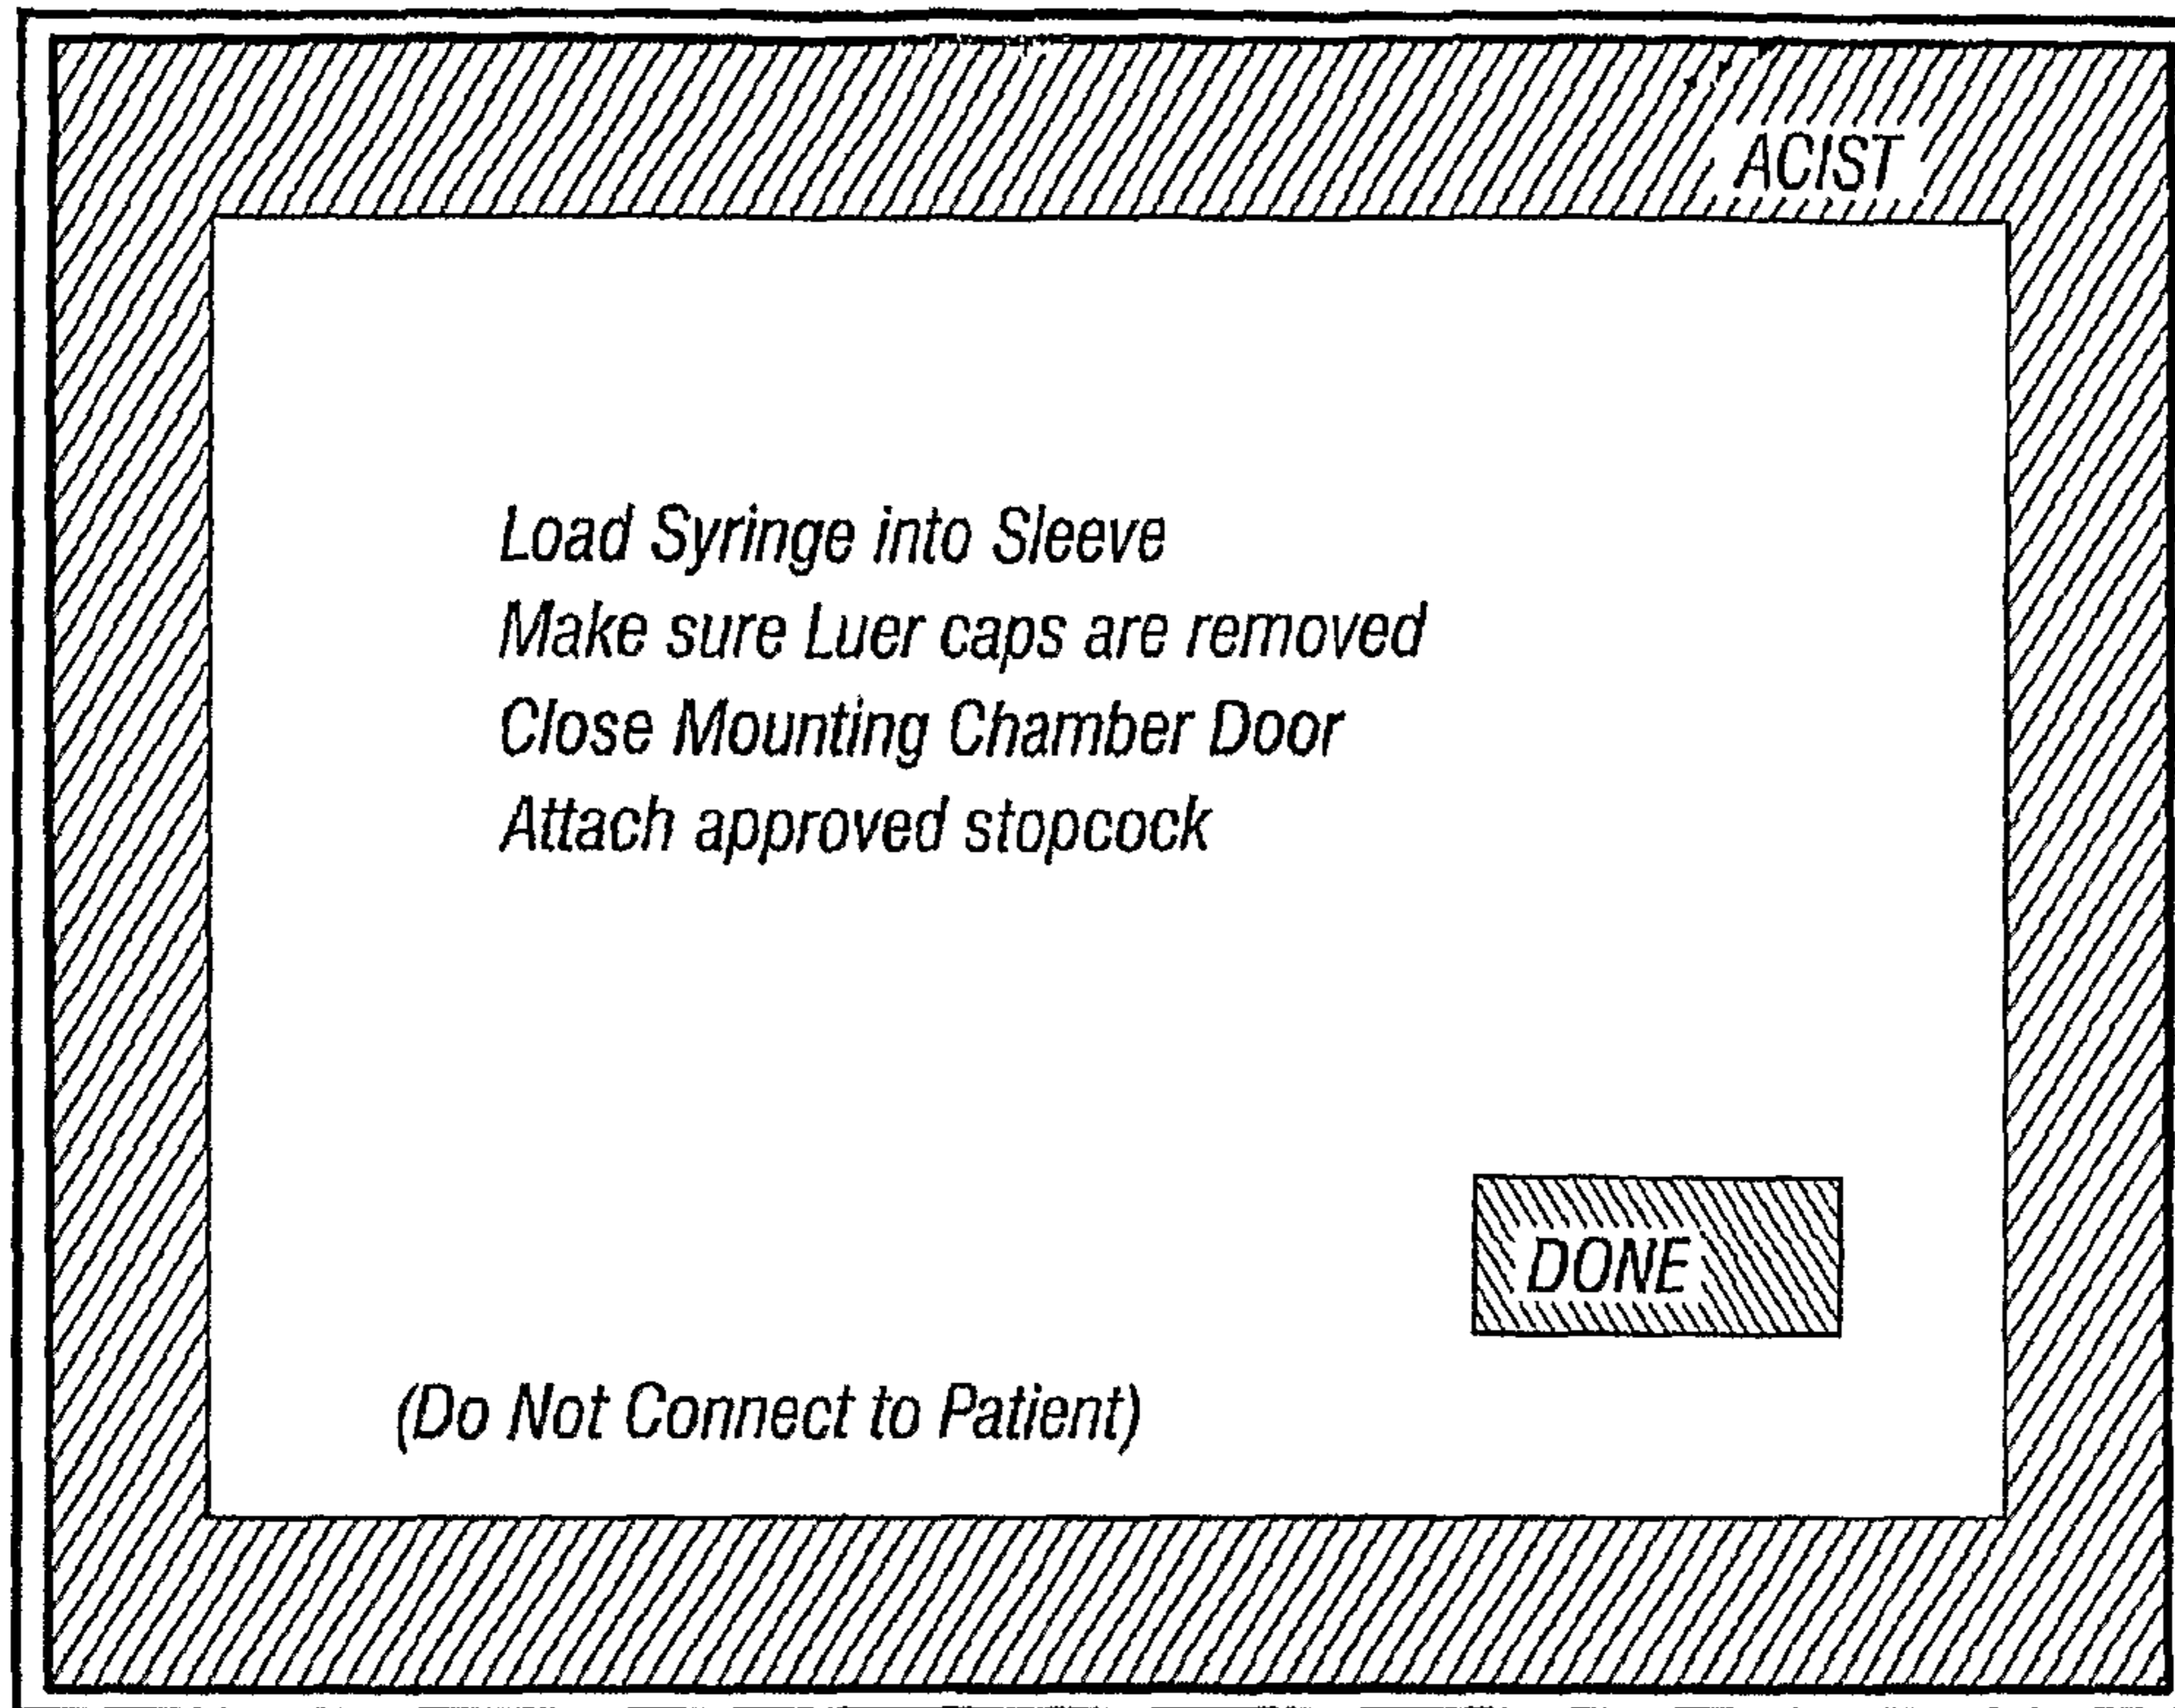 ACIST
Load Syringe into Sleeve
Make sure Luer caps are removed
Close Mounting Chamber Door
Attach approved stopcock
DONE
(Do Not Connect to Patient)